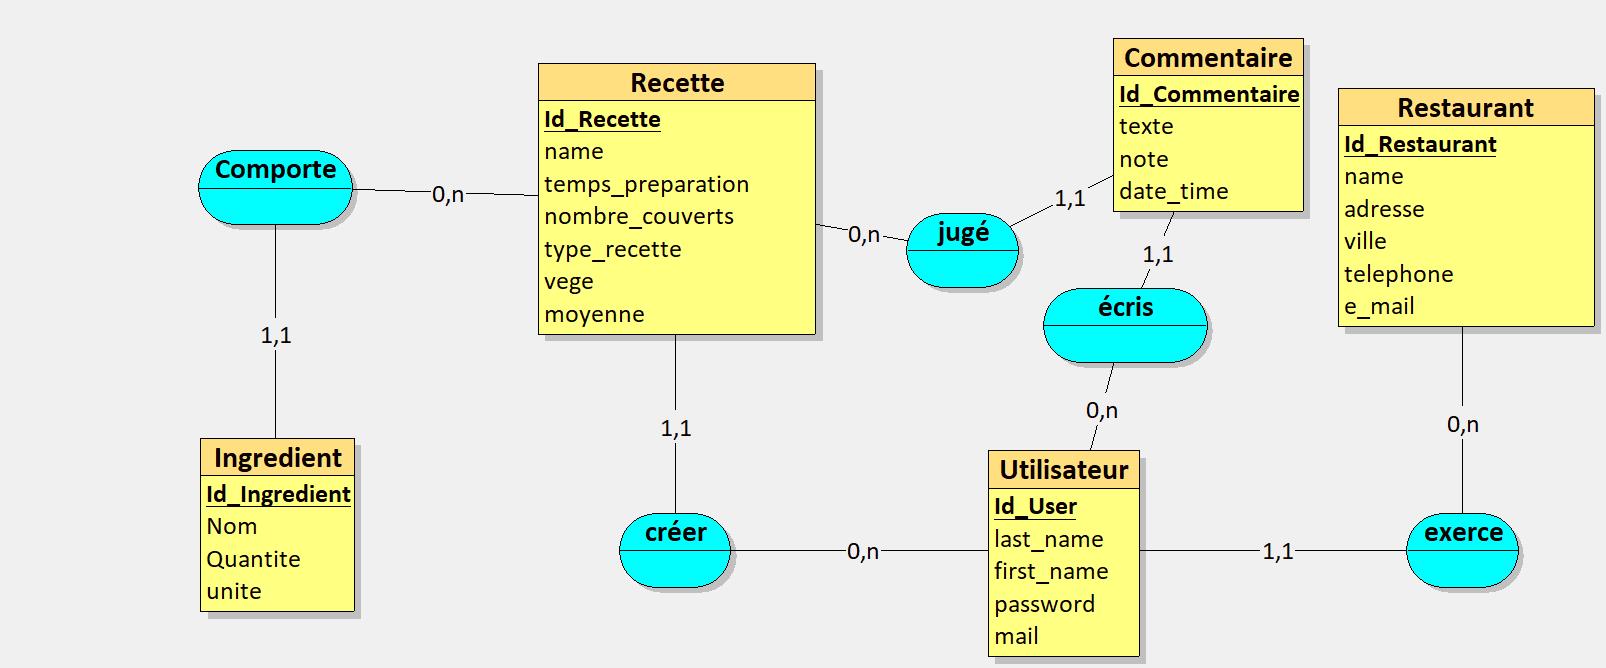 Recette
Id_Recette
name
temps_preparation
nombre_couverts
type_recette
vege
moyenne
Commentaire
Id_Commentaire
texte
note
date_time
Restaurant
Id_Restaurant
name
adresse
ville
telephone
e_mail
Comporte
0,n
0,n
jugé
1,1
1,1
écris
0,n
1,1
1,1
0,n
Ingredient
Id_Ingredient
Nom
Quantite
unite
créer
0,n
Utilisateur
Id_User
last_name
first_name
password
mail
1,1
exerce